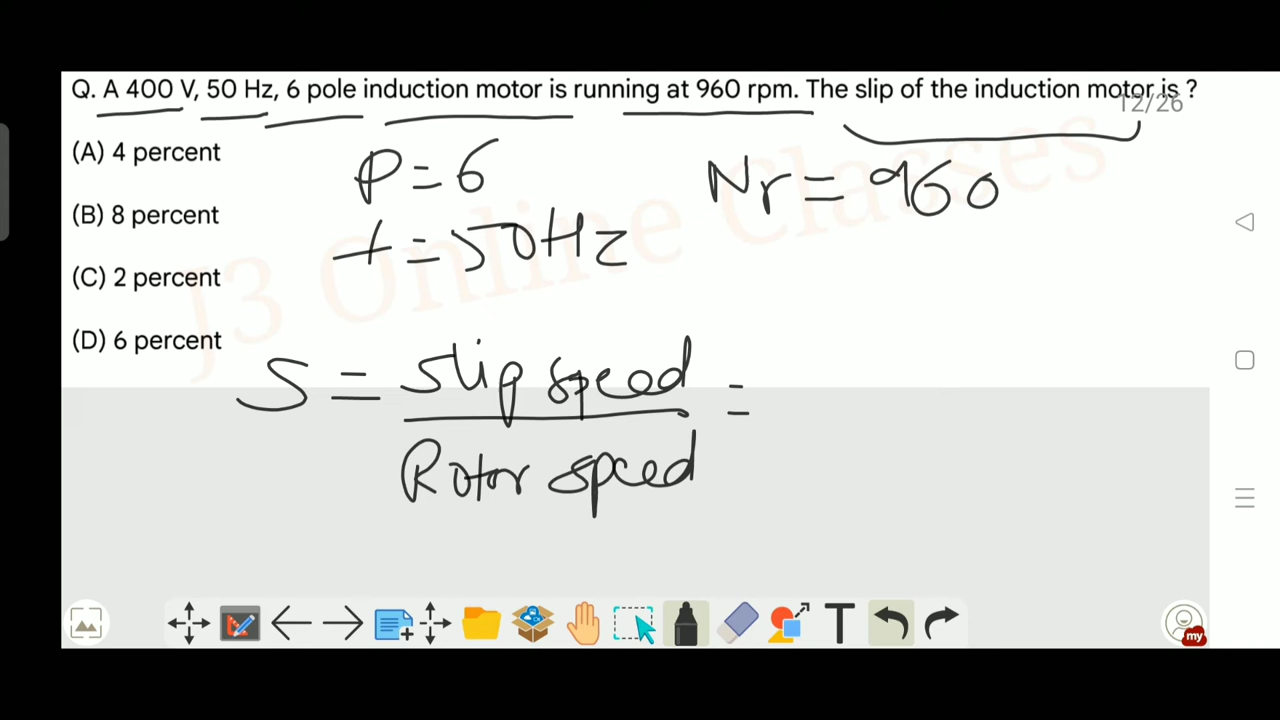 Q. A 400 V, 50 Hz, 6 pole induction motor is running at 960 rpm. The slip of the induction motor is ?
12/26
(A) 4 percent
P = 6
Nr = 960
(B) 8 percent
f = 50Hz
(C) 2 percent
(D) 6 percent
S = Slip speed =
Rotor speed
J3 Online Classes
T
my